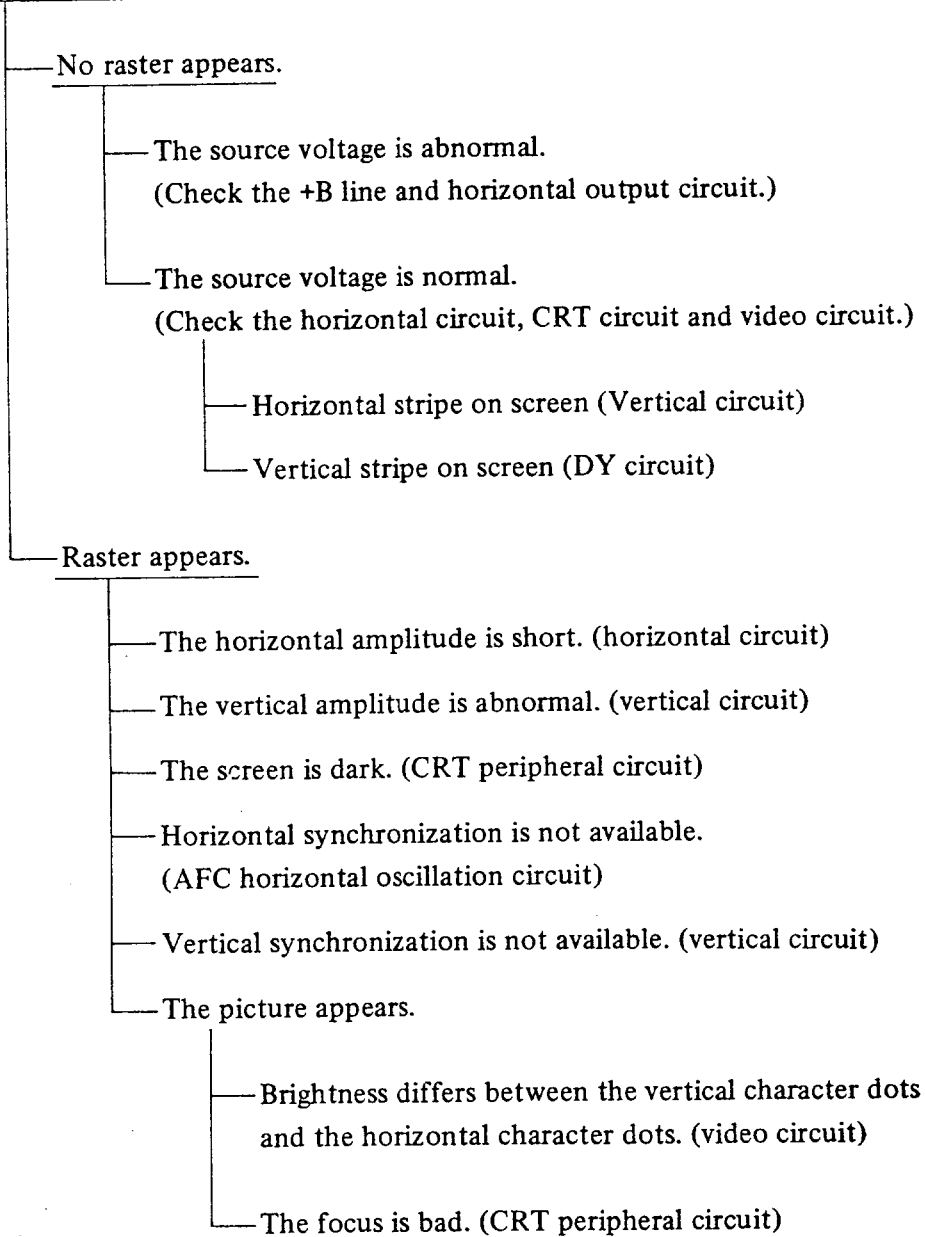 No raster appears.
The source voltage is abnormal.
(Check the +B line and horizontal output circuit.)
The source voltage is normal.
(Check the horizontal circuit, CRT circuit and video circuit.)
Horizontal stripe on screen (Vertical circuit)
Vertical stripe on screen (DY circuit)
Raster appears.
The horizontal amplitude is short. (horizontal circuit)
The vertical amplitude is abnormal. (vertical circuit)
The screen is dark. (CRT peripheral circuit)
Horizontal synchronization is not available.
(AFC horizontal oscillation circuit)
Vertical synchronization is not available. (vertical circuit)
The picture appears.
Brightness differs between the vertical character dots
and the horizontal character dots. (video circuit)
The focus is bad. (CRT peripheral circuit)